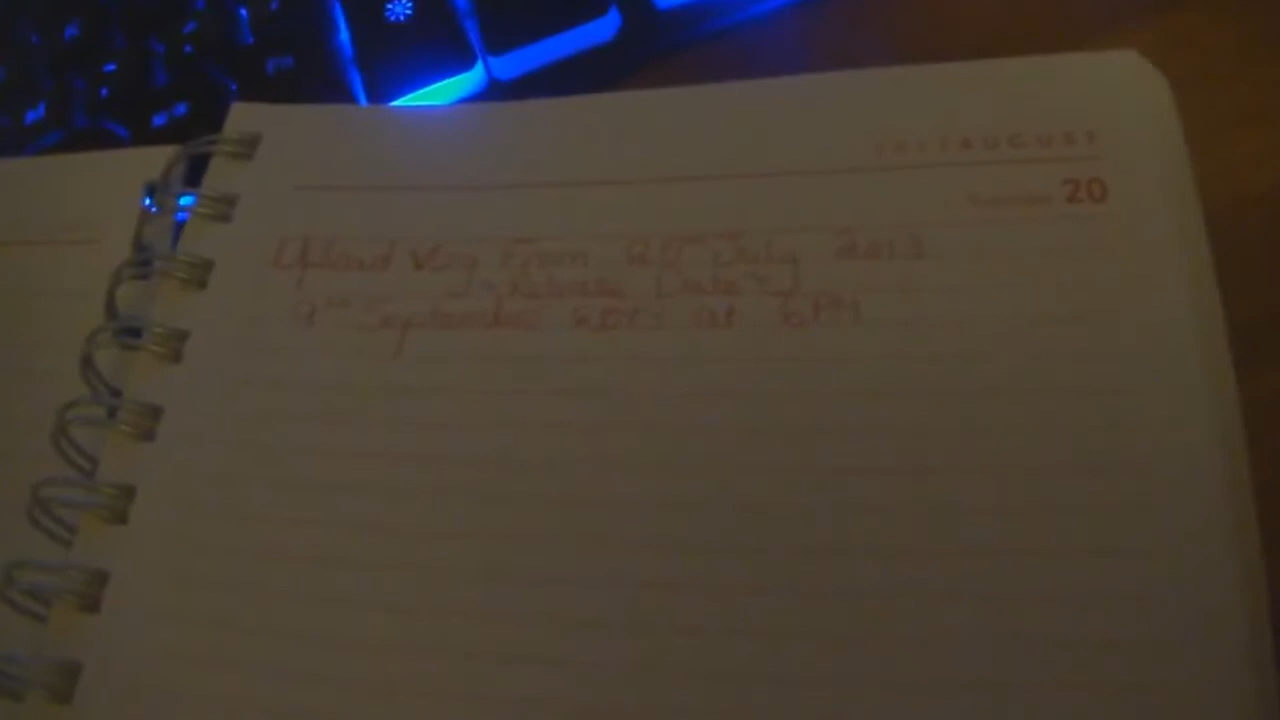 AUGUST
20
Upload Vlog From 20th July 2013
Release Date
9th September 2013 at 6PM